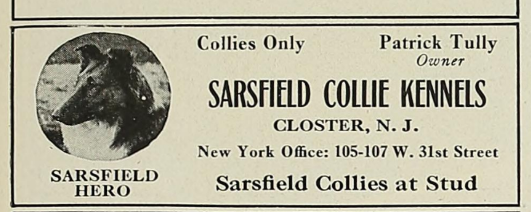 Collies Only
Patrick Tully
Owner
SARSFIELD COLLIE KENNELS
CLOSTER, N. J.
New York Office: 105-107 W. 31st Street
Sarsfield Collies at Stud
SARSFIELD
HERO